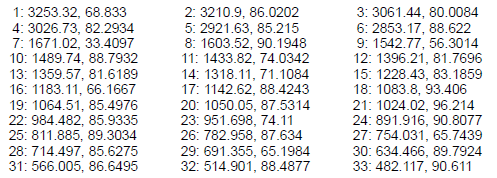 1: 3253.32, 68.833 2: 3210.9, 86.0202 3: 3061.44, 80.0084
4: 3026.73, 82.2934 5: 2921.63, 85.215 6: 2853.17, 88.622
7: 1671.02, 33.4097 8: 1603.52, 90.1948 9: 1542.77, 56.3014
10: 1489.74, 88.7932 11: 1433.82, 74.0342 12: 1396.21, 81.7696
13: 1359.57, 81.6189 14: 1318.11, 71.1084 15: 1228.43, 83.1859
16: 1183.11, 66.1667 17: 1142.62, 88.4243 18: 1083.8, 93.406
19: 1064.51, 85.4976 20: 1050.05, 87.5314 21: 1024.02, 96.214
22: 984.482, 85.9335 23: 951.698, 74.11 24: 891.916, 90.8077
25: 811.885, 89.3034 26: 782.958, 87.634 27: 754.031, 65.7439
28: 714.497, 85.6275 29: 691.355, 65.1984 30: 634.466, 89.7924
31: 566.005, 86.6495 32: 514.901, 88.4877 33: 482.117, 90.611